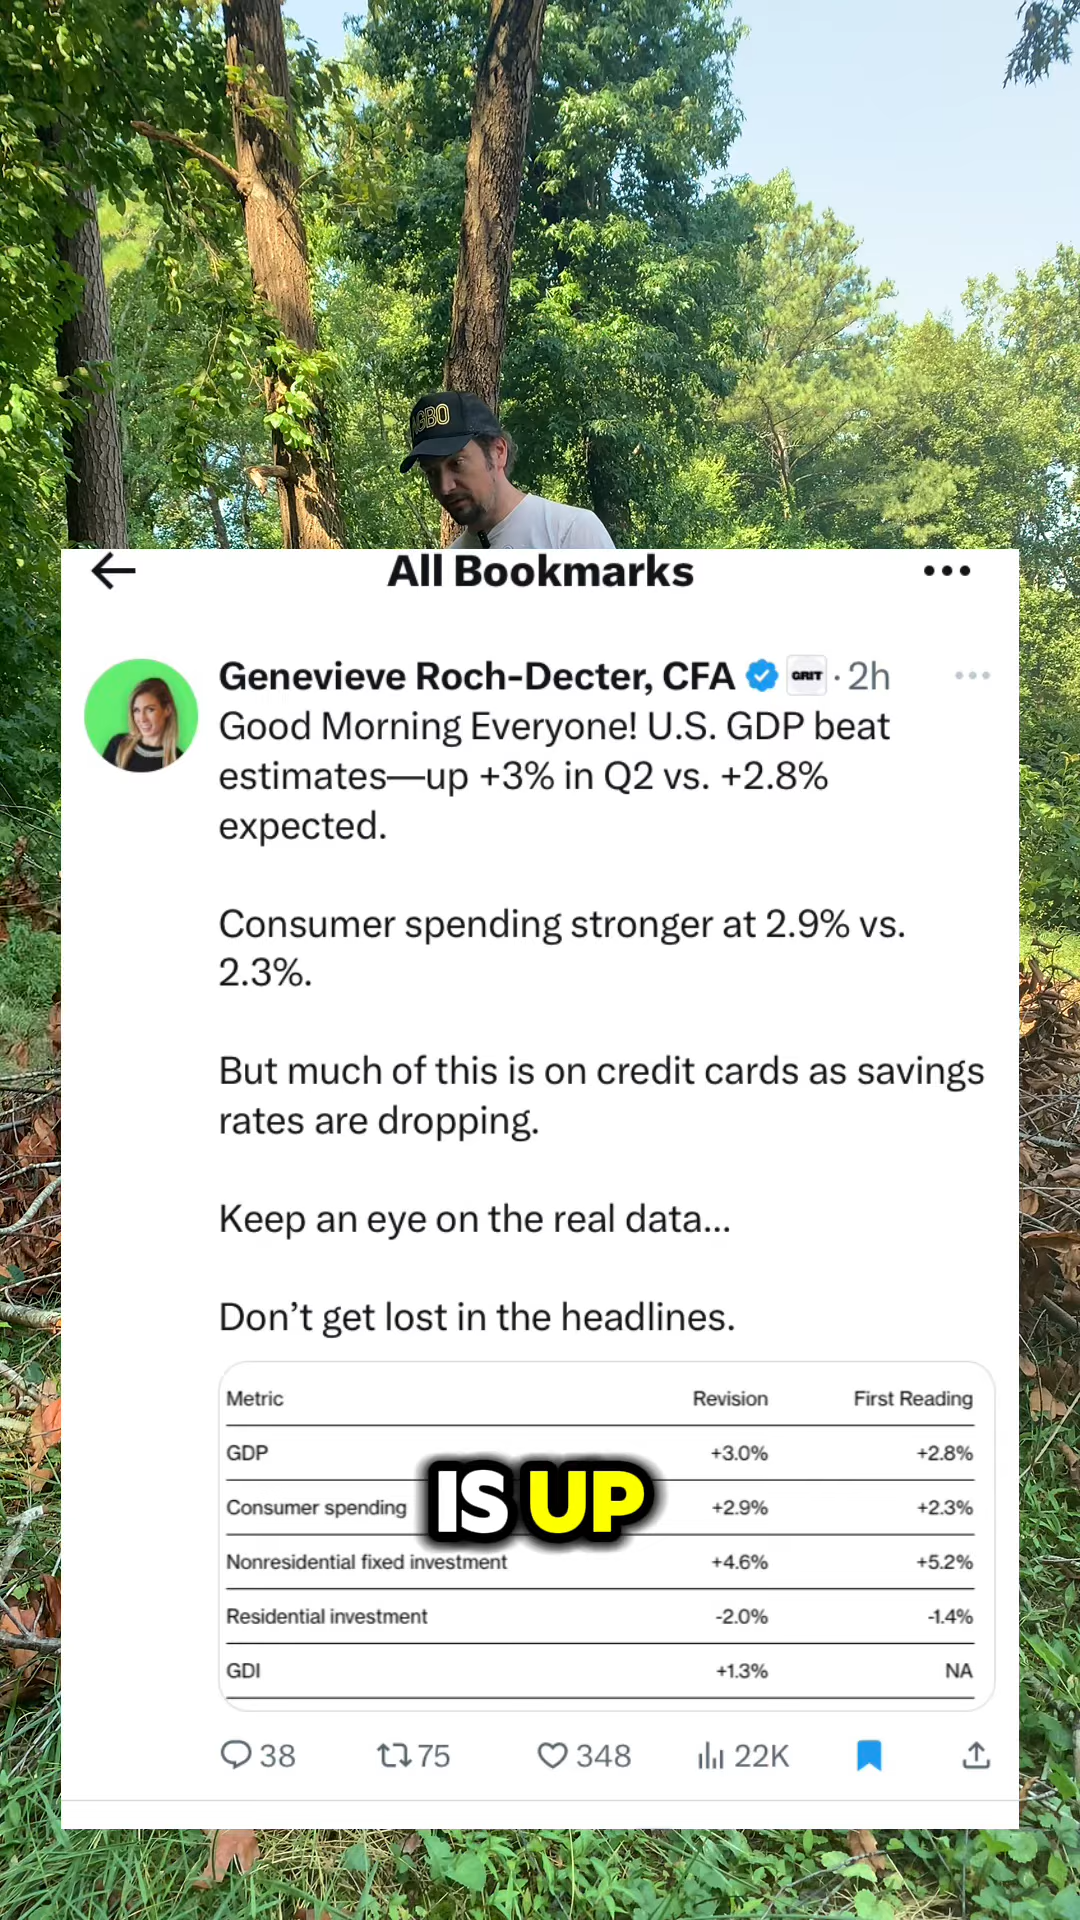 GBO
All Bookmarks
Genevieve Roch-Decter, CFA GRIT · 2h
Good Morning Everyone! U.S. GDP beat
estimates—up +3% in Q2 vs. +2.8%
expected.
Consumer spending stronger at 2.9% vs.
2.3%.
But much of this is on credit cards as savings
rates are dropping.
Keep an eye on the real data...
Don’t get lost in the headlines.
Metric Revision First Reading
GDP +3.0% +2.8%
Consumer spending +2.9% +2.3%
IS UP
Nonresidential fixed investment +4.6% +5.2%
Residential investment -2.0% -1.4%
GDI +1.3% NA
38 75 348 22K